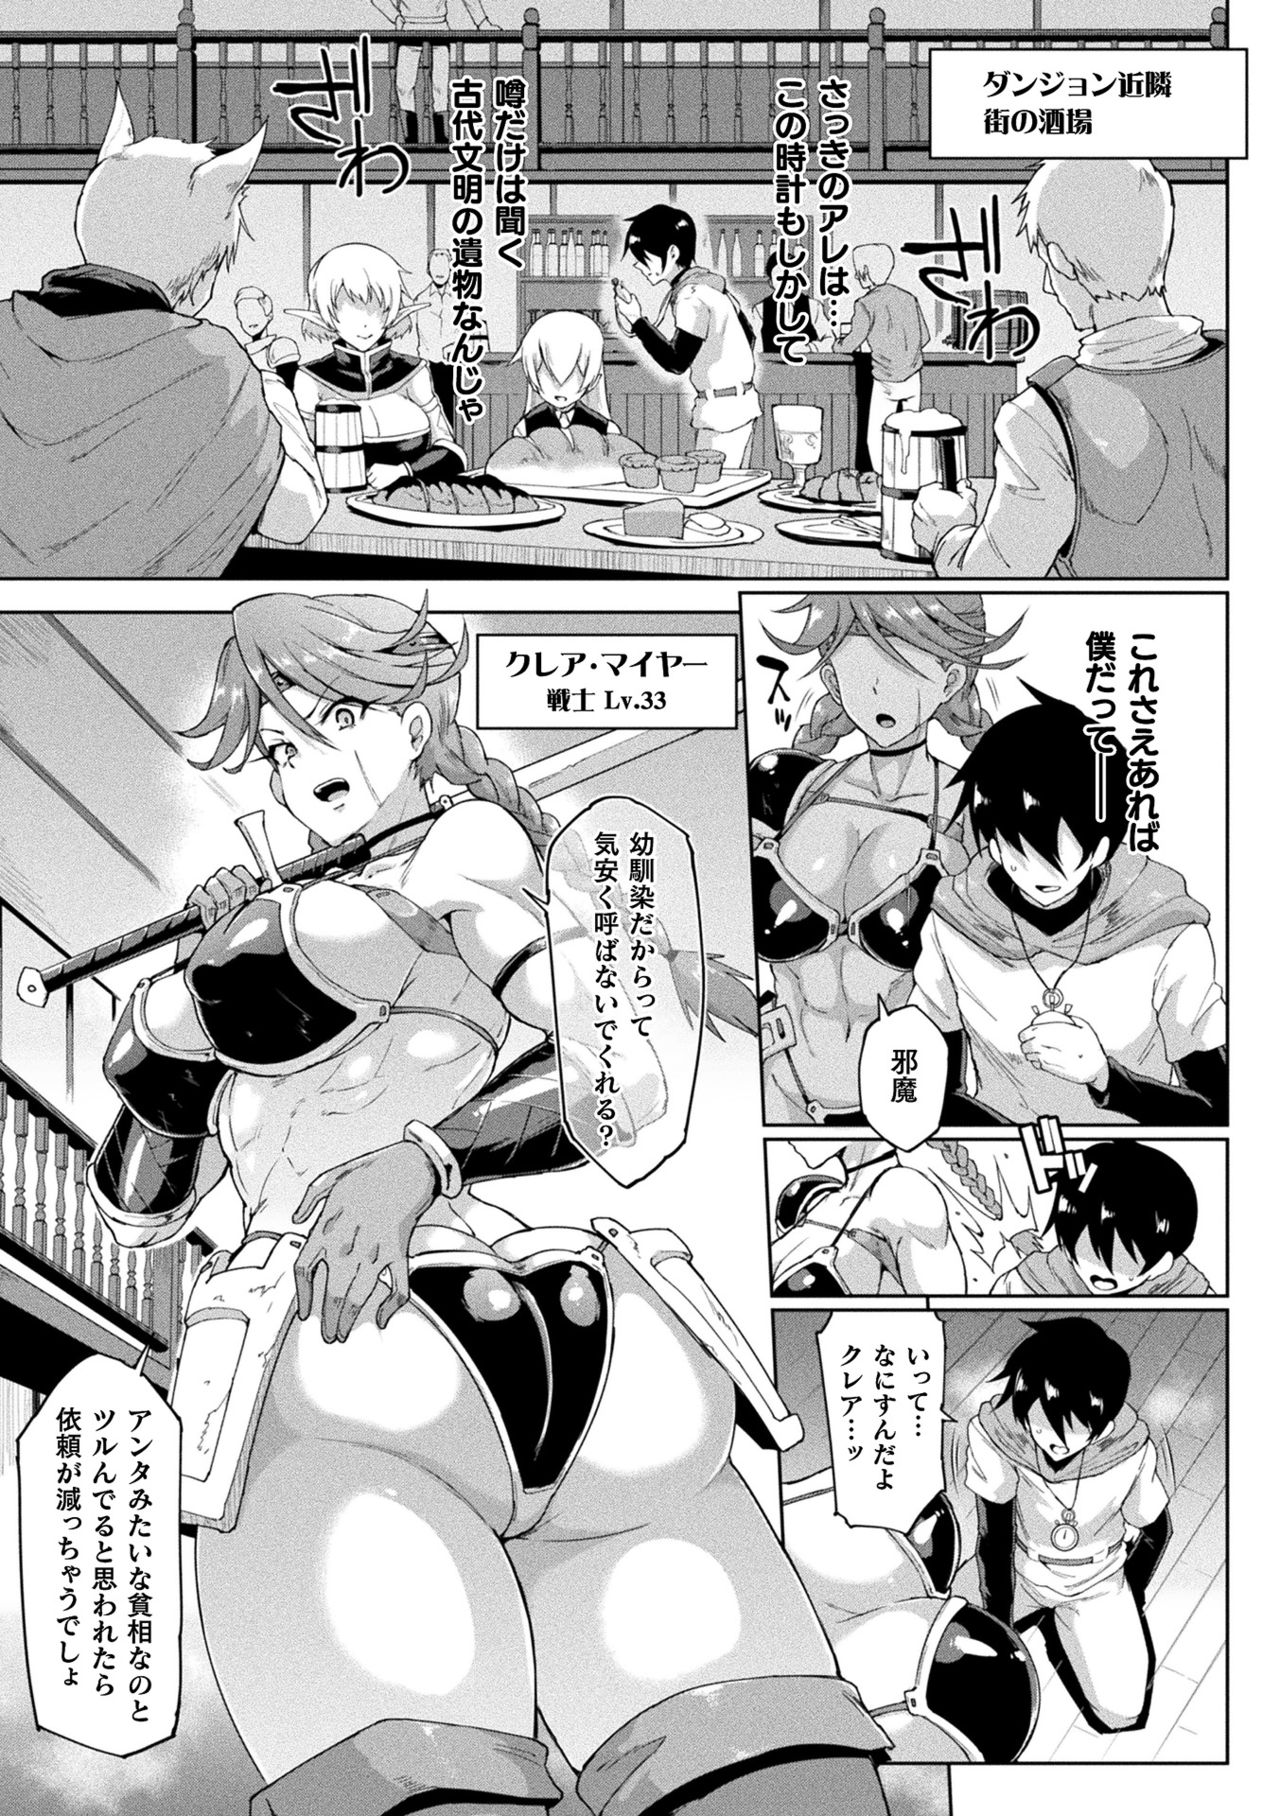 ダンジョン近隣
街の酒場
さっきのアレは…
この時計もしかして
噂だけは聞く
古代文明の遺物なんじゃ
ざわ
ざわ
これさえあれば
僕だって――
ズイ
邪魔
ドン
いって…
なにすんだよ
クレア…ッ
クレア・マイヤー
戦士 Lv.33
幼馴染だからって
気安く呼ばないでくれる?
アンタみたいな貧相なのと
ツルんでると思われたら
依頼が減っちゃうでしょ